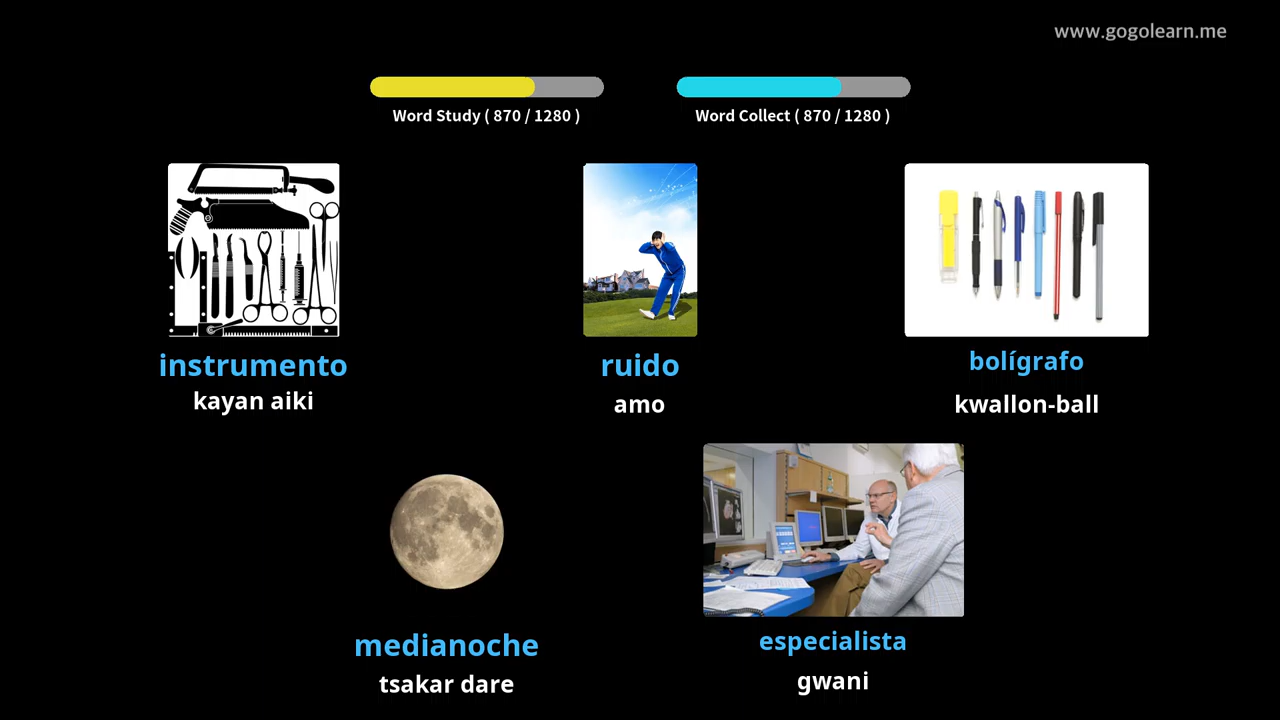 www.gogolearn.me
Word Study ( 870 / 1280 )
Word Collect ( 870 / 1280 )
instrumento
kayan aiki
ruido
amo
bolígrafo
kwallon-ball
medianoche
tsakar dare
especialista
gwani